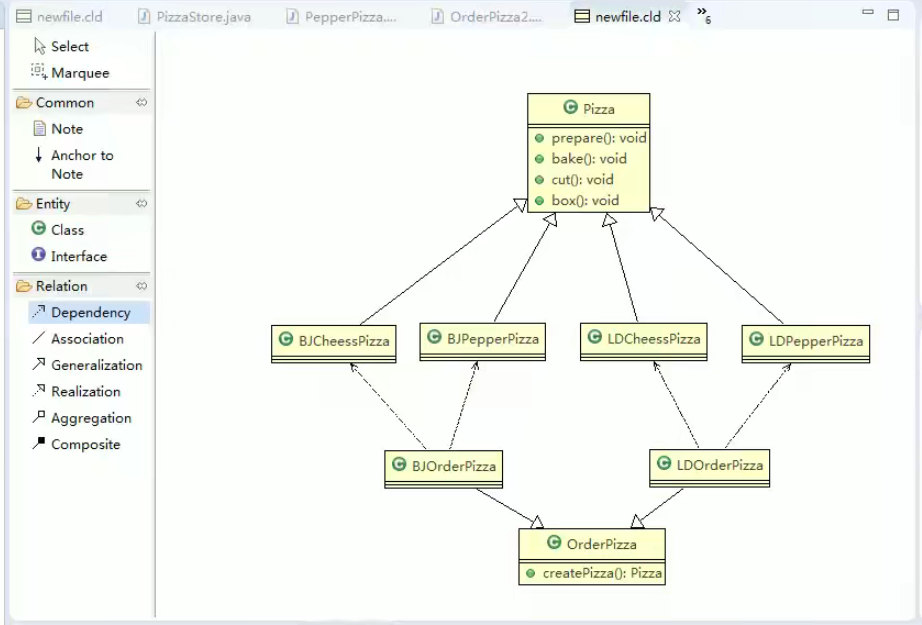 newfile.cld
PizzaStore.java
PepperPizza....
OrderPizza2....
newfile.cld
»6
Select
Marquee
Common
Note
Anchor to
Note
Entity
Class
Interface
Relation
Dependency
Association
Generalization
Realization
Aggregation
Composite
Pizza
prepare(): void
bake(): void
cut(): void
box(): void
BJCheessPizza
BJPepperPizza
LDCheessPizza
LDPepperPizza
BJOrderPizza
LDOrderPizza
OrderPizza
createPizza(): Pizza